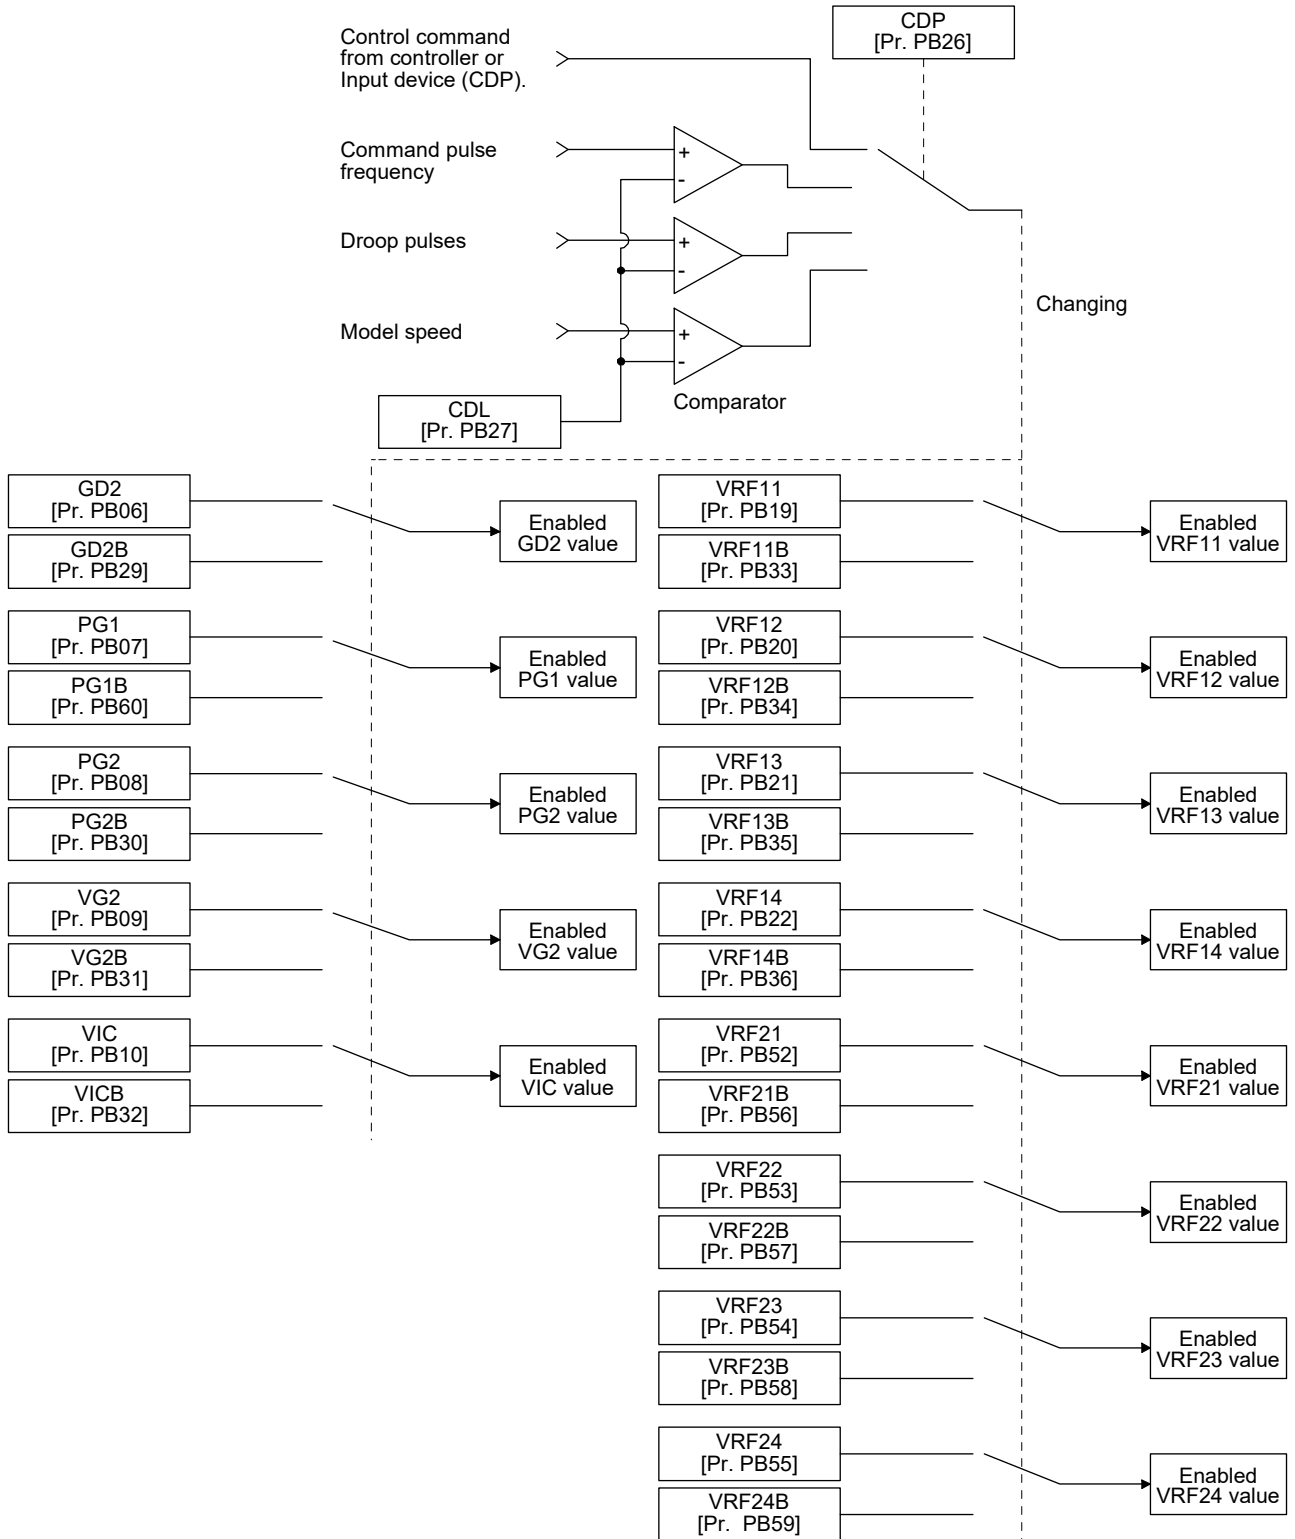 CDP
[Pr. PB26]
Control command
from controller or
Input device (CDP).
Command pulse
frequency
+
-
Droop pulses
+
-
Changing
Model speed
+
-
Comparator
CDL
[Pr. PB27]
GD2
[Pr. PB06]
GD2B
[Pr. PB29]
Enabled
GD2 value
PG1
[Pr. PB07]
PG1B
[Pr. PB60]
Enabled
PG1 value
PG2
[Pr. PB08]
PG2B
[Pr. PB30]
Enabled
PG2 value
VG2
[Pr. PB09]
VG2B
[Pr. PB31]
Enabled
VG2 value
VIC
[Pr. PB10]
VICB
[Pr. PB32]
Enabled
VIC value
VRF11
[Pr. PB19]
VRF11B
[Pr. PB33]
Enabled
VRF11 value
VRF12
[Pr. PB20]
VRF12B
[Pr. PB34]
Enabled
VRF12 value
VRF13
[Pr. PB21]
VRF13B
[Pr. PB35]
Enabled
VRF13 value
VRF14
[Pr. PB22]
VRF14B
[Pr. PB36]
Enabled
VRF14 value
VRF21
[Pr. PB52]
VRF21B
[Pr. PB56]
Enabled
VRF21 value
VRF22
[Pr. PB53]
VRF22B
[Pr. PB57]
Enabled
VRF22 value
VRF23
[Pr. PB54]
VRF23B
[Pr. PB58]
Enabled
VRF23 value
VRF24
[Pr. PB55]
VRF24B
[Pr. PB59]
Enabled
VRF24 value